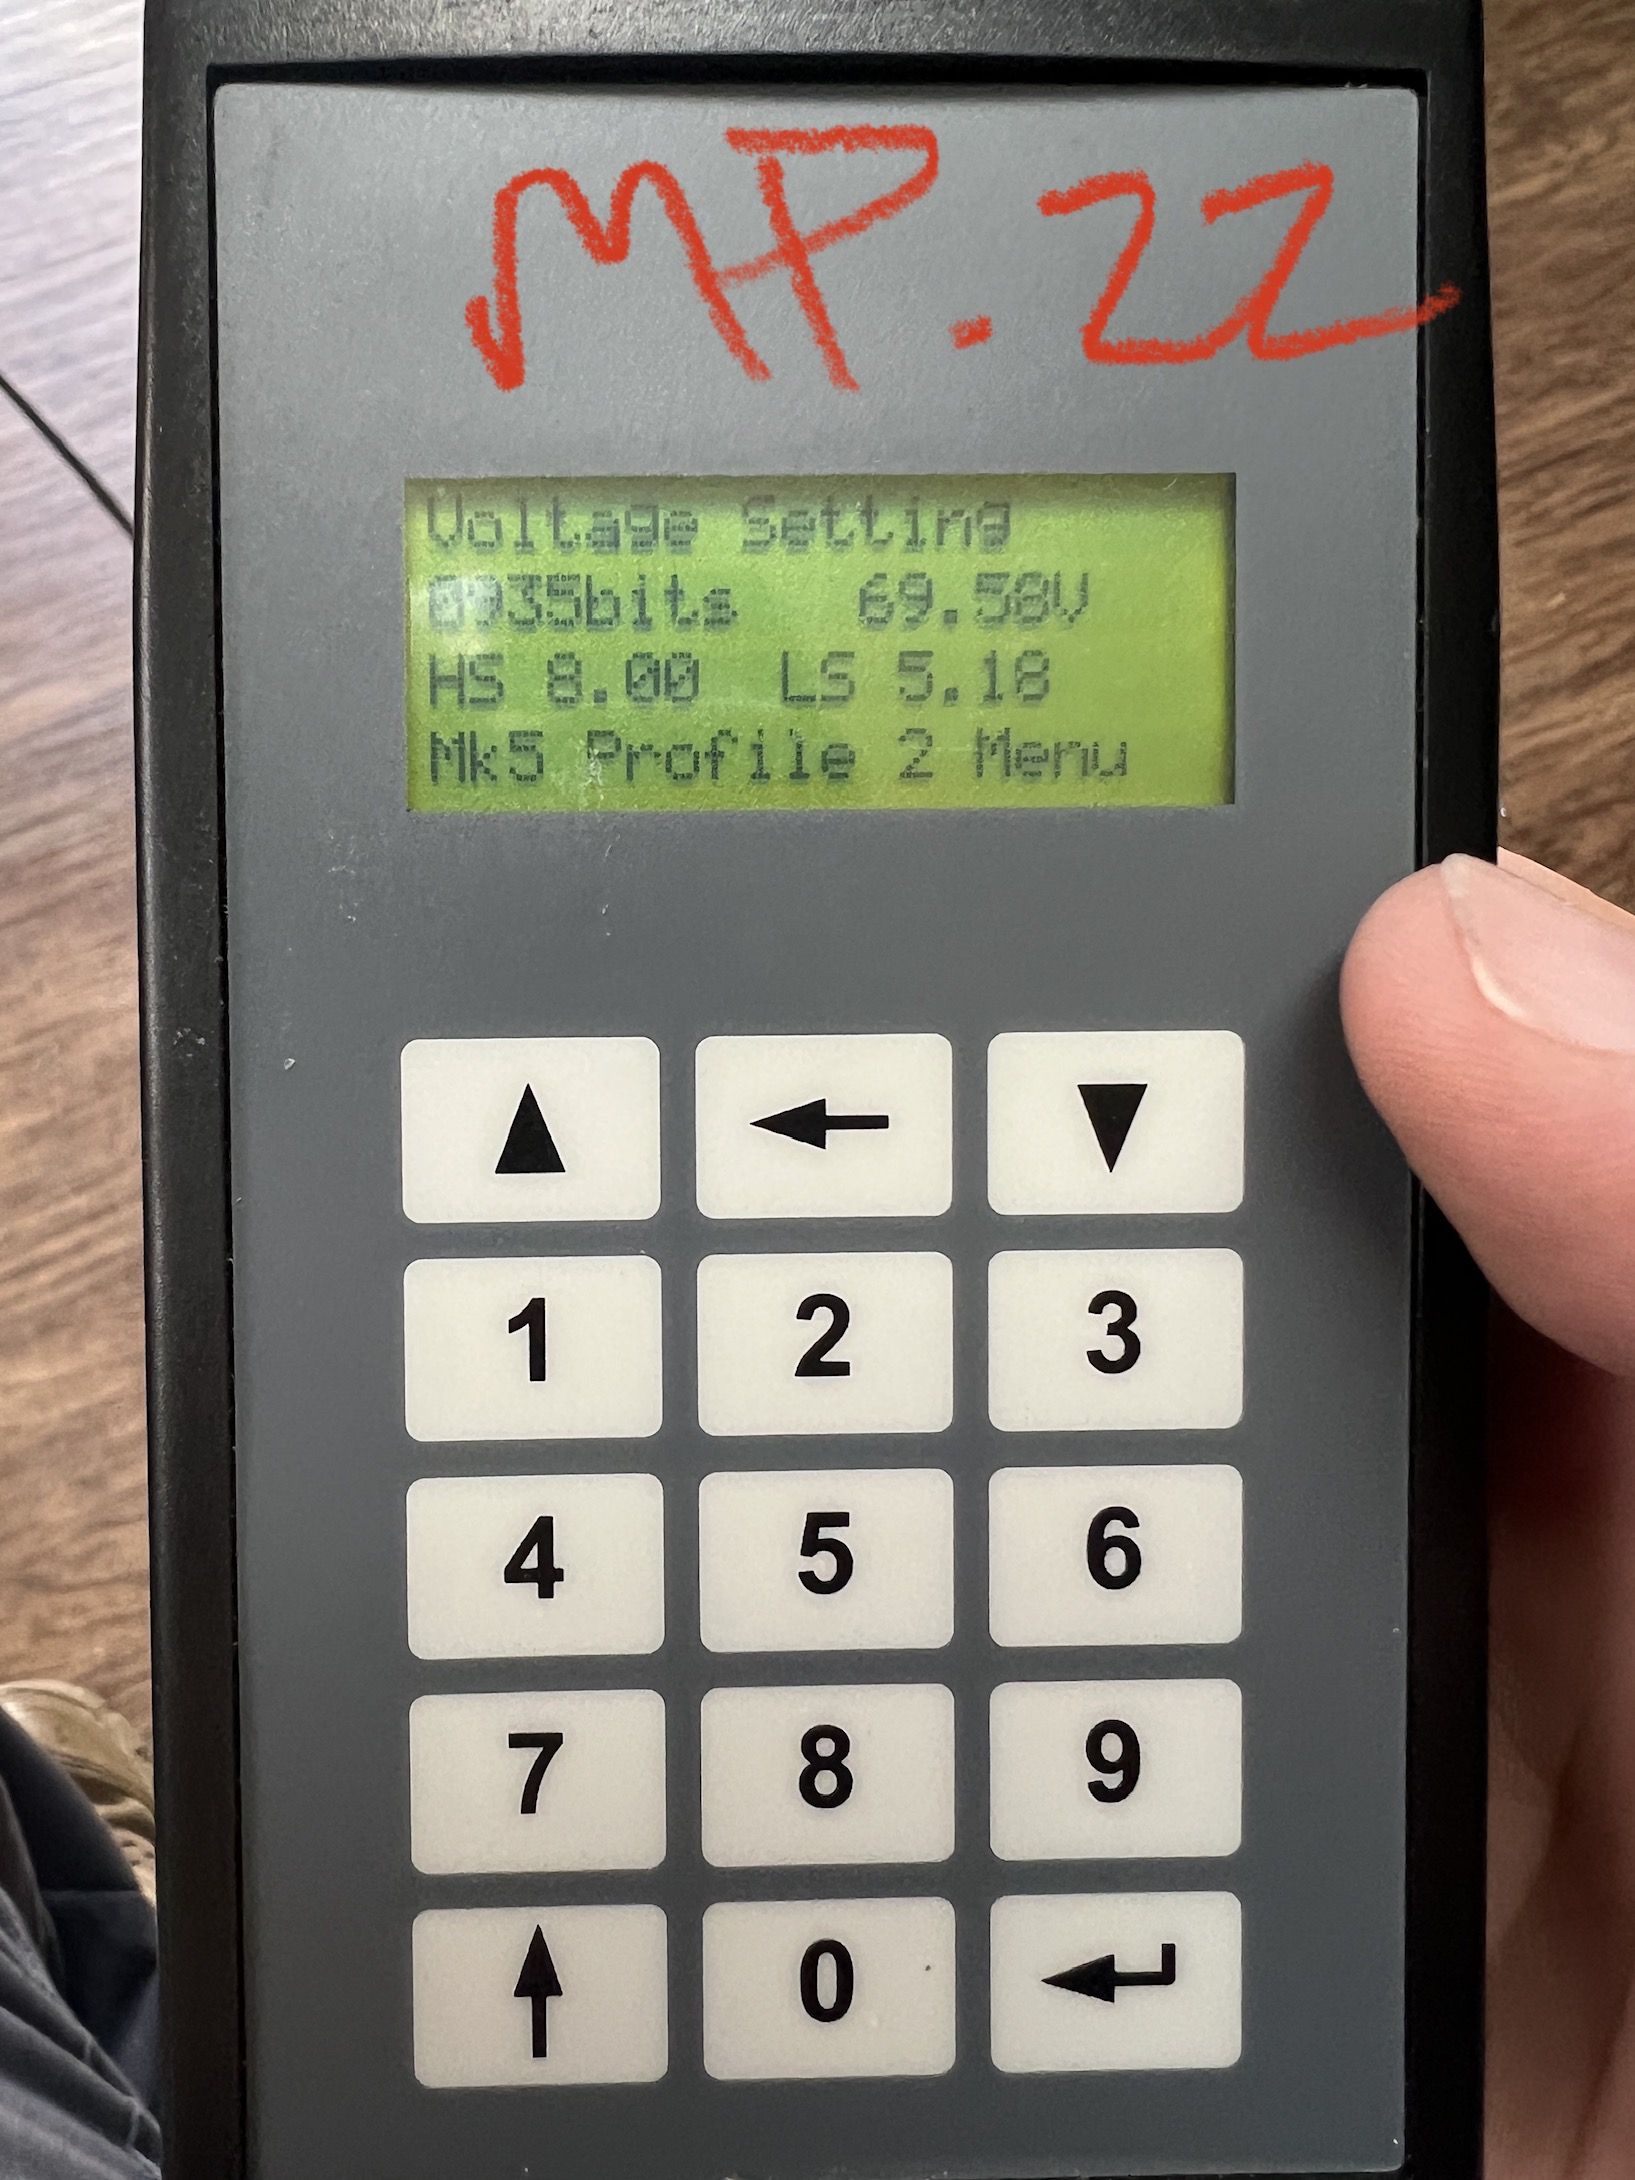 MP.22
Voltage Setting
0935bits 69.58V
HS 8.00 LS 5.18
Mk5 Profile 2 Menu
1 2 3
4 5 6
7 8 9
0